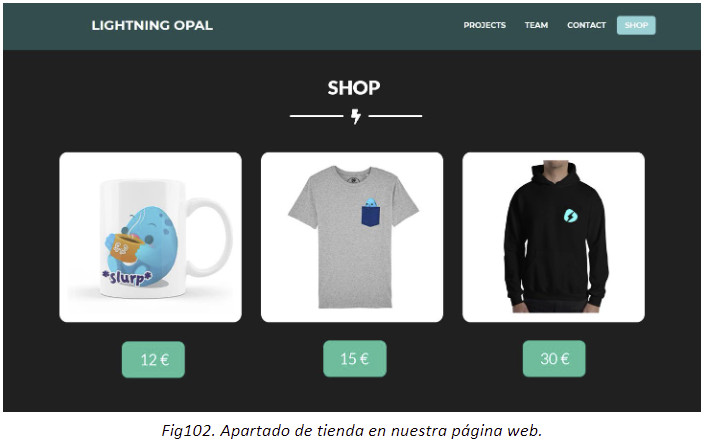 LIGHTNING OPAL
PROJECTS TEAM CONTACT SHOP
SHOP
*slurp*
12 €
15 €
30 €
Fig102. Apartado de tienda en nuestra página web.